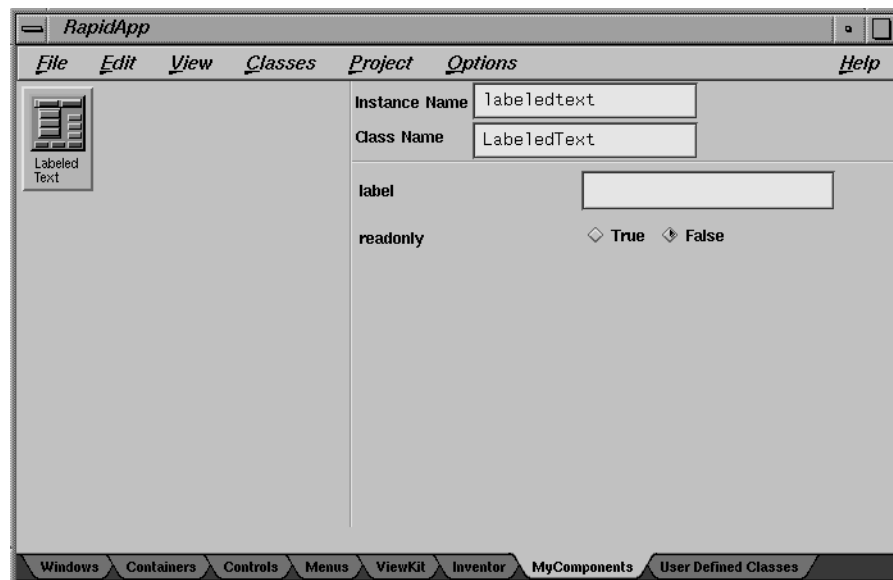 RapidApp
File Edit View Classes Project Options Help
Labeled
Text
Instance Name labeledtext
Class Name LabeledText
label
readonly True False
Windows Containers Controls Menus ViewKit Inventor MyComponents User Defined Classes